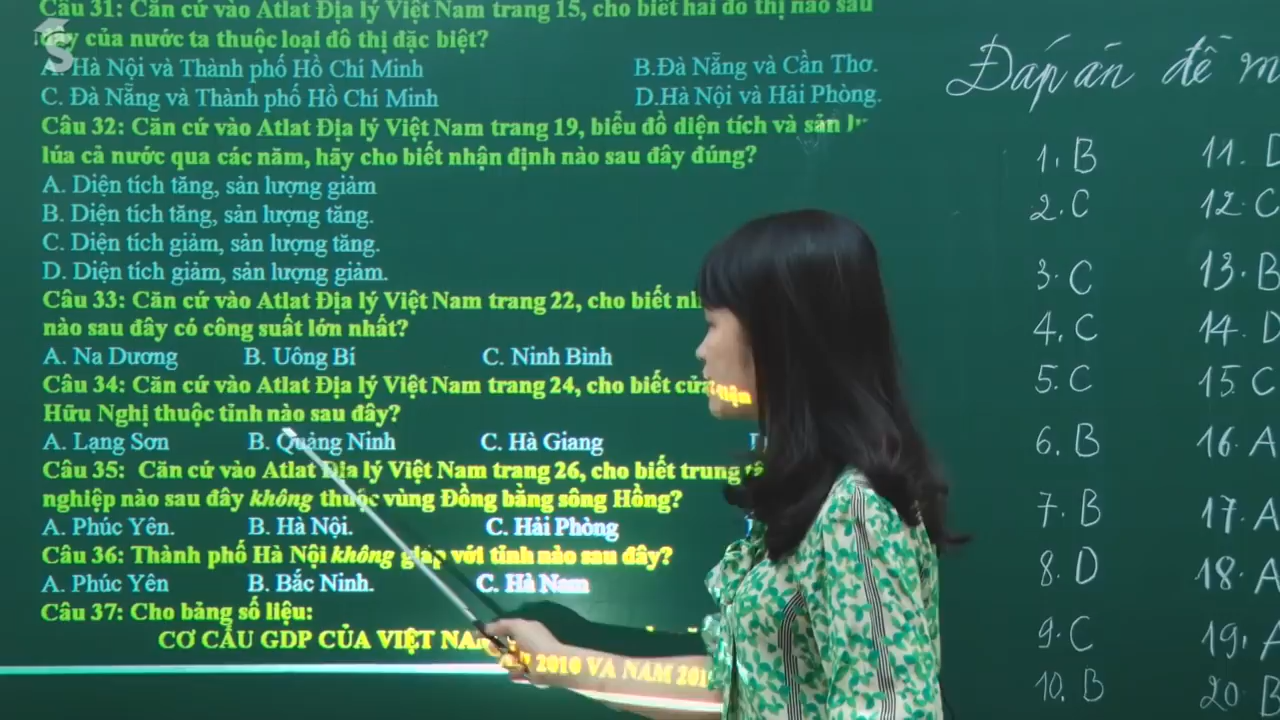 Câu 31: Căn cứ vào Atlat Địa lý Việt Nam trang 15, cho biết hai đô thị nào sau
đây của nước ta thuộc loại đô thị đặc biệt?
A. Hà Nội và Thành phố Hồ Chí Minh B.Đà Nẵng và Cần Thơ.
C. Đà Nẵng và Thành phố Hồ Chí Minh D.Hà Nội và Hải Phòng.
Câu 32: Căn cứ vào Atlat Địa lý Việt Nam trang 19, biểu đồ diện tích và sản
lúa cả nước qua các năm, hãy cho biết nhận định nào sau đây đúng?
A. Diện tích tăng, sản lượng giảm
B. Diện tích tăng, sản lượng tăng.
C. Diện tích giảm, sản lượng tăng.
D. Diện tích giảm, sản lượng giảm.
Câu 33: Căn cứ vào Atlat Địa lý Việt Nam trang 22, cho biết
nào sau đây có công suất lớn nhất?
A. Na Dương B. Uông Bí C. Ninh Bình
Câu 34: Căn cứ vào Atlat Địa lý Việt Nam trang 24, cho biết cửa
Hữu Nghị thuộc tỉnh nào sau đây?
A. Lạng Sơn B. Quảng Ninh C. Hà Giang
Câu 35: Căn cứ vào Atlat Địa lý Việt Nam trang 26, cho biết trung
nghiệp nào sau đây không thuộc vùng Đồng bằng sông Hồng?
A. Phúc Yên. B. Hà Nội. C. Hải Phòng
Câu 36: Thành phố Hà Nội không giáp với tỉnh nào sau đây?
A. Phúc Yên B. Bắc Ninh. C. Hà Nam
Câu 37: Cho bảng số liệu:
CƠ CẤU GDP CỦA VIỆT NAM 2010 VÀ NĂM
Đáp án đề
1. B 11.
2. C 12. C
3. C 13. B
4. C 14. D
5. C 15 C
6. B 16. A
7. B 17. A
8. D 18. A
9. C 19. A
10. B 20 B